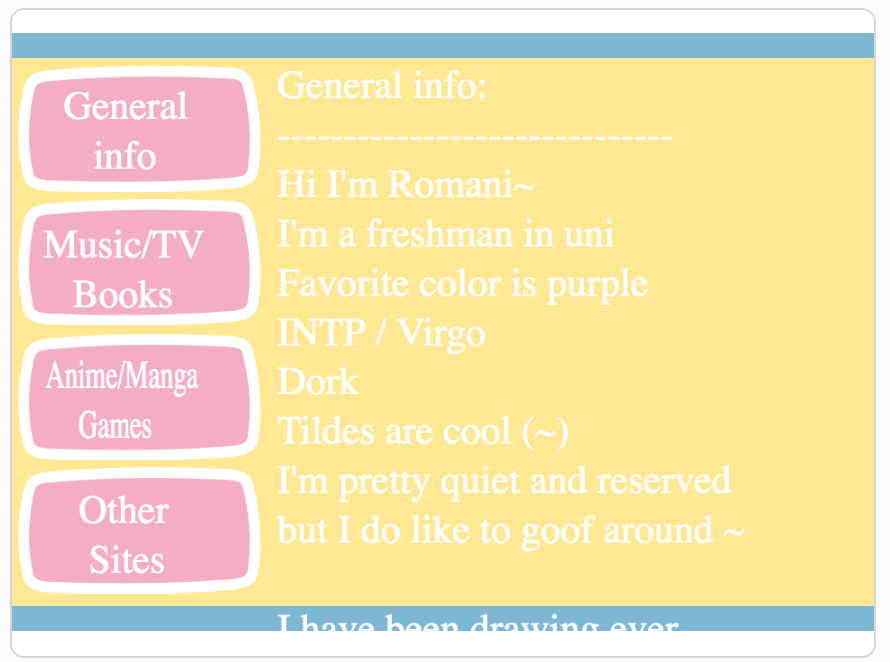 General
info
Music/TV
Books
Anime/Manga
Games
Other
Sites
General info:
------------------------------
Hi I'm Romani~
I'm a freshman in uni
Favorite color is purple
INTP / Virgo
Dork
Tildes are cool (~)
I'm pretty quiet and reserved
but I do like to goof around ~
I have been drawing ever